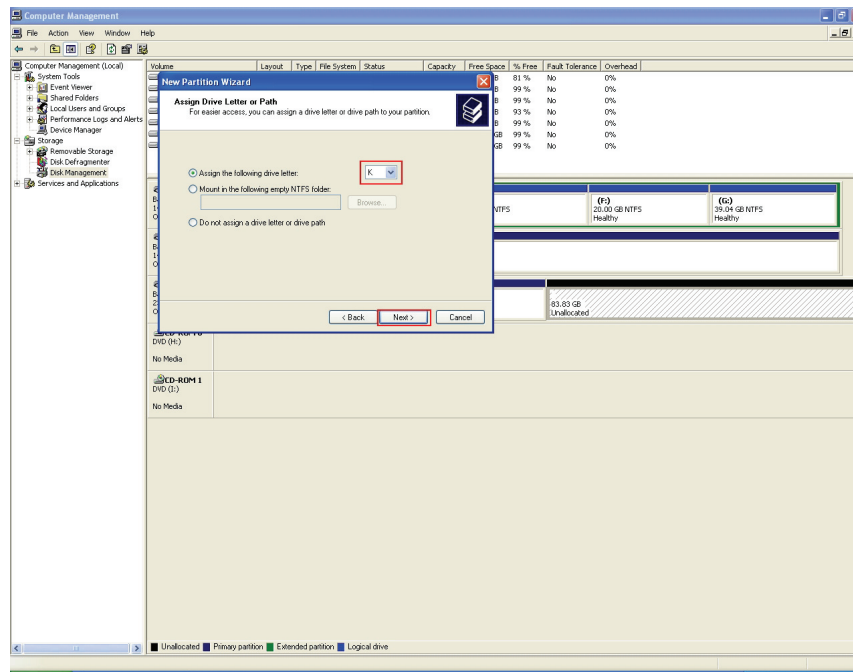 Computer Management
File Action View Window Help
Computer Management (Local)
System Tools
Event Viewer
Shared Folders
Local Users and Groups
Performance Logs and Alerts
Device Manager
Storage
Removable Storage
Disk Defragmenter
Disk Management
Services and Applications
Volume Layout Type File System Status Capacity Free Space % Free Fault Tolerance Overhead
B 81 % No 0%
B 99 % No 0%
B 99 % No 0%
B 93 % No 0%
B 99 % No 0%
GB 99 % No 0%
GB 99 % No 0%
New Partition Wizard
Assign Drive Letter or Path
For easier access, you can assign a drive letter or drive path to your partition.
Assign the following drive letter: K
Mount in the following empty NTFS folder:
Browse...
Do not assign a drive letter or drive path
< Back Next > Cancel
NTFS
(F:)
20.00 GB NTFS
Healthy
(G:)
39.04 GB NTFS
Healthy
83.83 GB
Unallocated
DVD (H:)
No Media
CD-ROM 1
DVD (I:)
No Media
Unallocated Primary partition Extended partition Logical drive